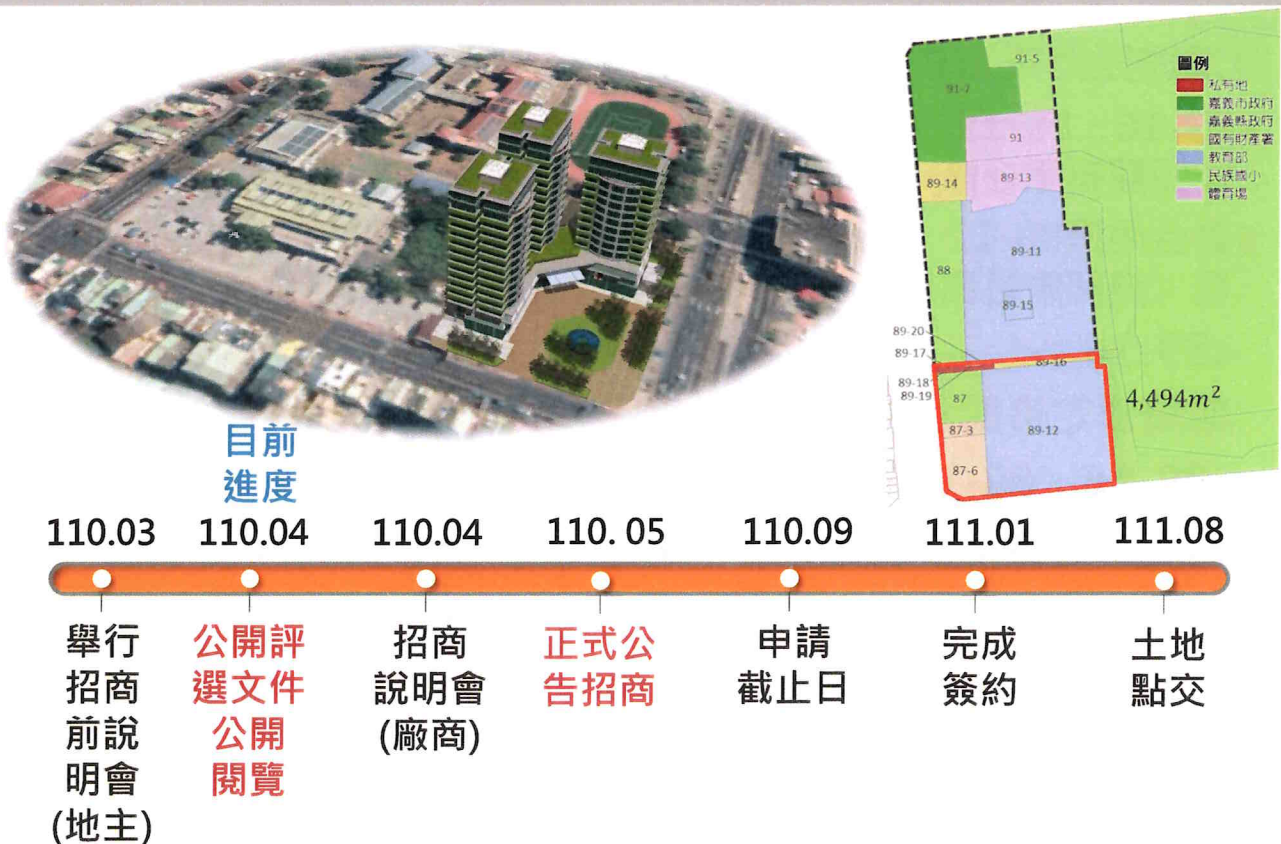 圖例
私有地
嘉義市政府
嘉義縣政府
國有財產署
教育部
民族國小
體育場
91-5
91-7
91
89-14
89-13
89-11
88
89-15
89-20
89-17
89-16
89-18
89-19
87
87-3
89-12
87-6
4,494m²
目前
進度
110.03
110.04
110.04
110. 05
110.09
111.01
111.08
舉行
招商
前說
明會
(地主)
公開評
選文件
公開
閱覽
招商
說明會
(廠商)
正式公
告招商
申請
截止日
完成
簽約
土地
點交